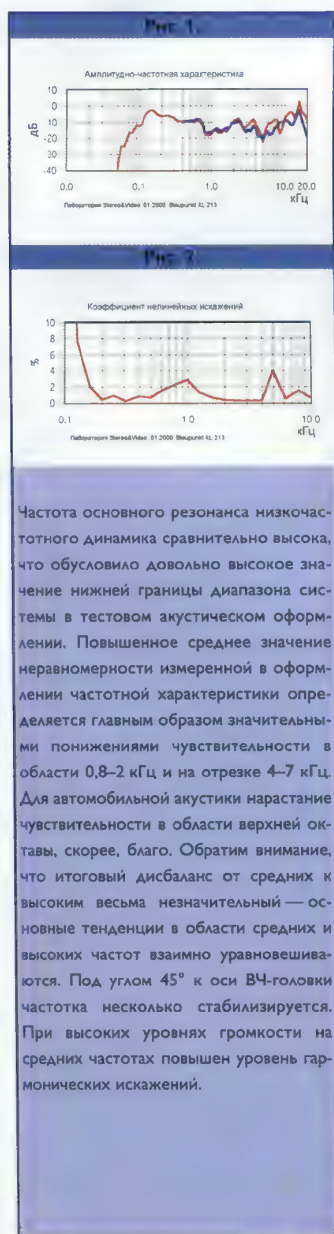 Рис. 1.
Амплитудно-частотная характеристика
дБ
10
0
-10
-20
-30
-40
0.0 0.1 1.0 10.0 20.0
кГц
Лаборатория Stereo&Video 01 2000 Blaupunkt XL 213
Рис. 2.
Коэффициент нелинейных искажений
%
10
8
6
4
2
0
0.1 1.0 10.0
кГц
Лаборатория Stereo&Video 01 2000 Blaupunkt XL 213
Частота основного резонанса низкочас-
тотного динамика сравнительно высока,
что обусловило довольно высокое зна-
чение нижней границы диапазона сис-
темы в тестовом акустическом оформ-
лении. Повышенное среднее значение
неравномерности измеренной в оформ-
лении частотной характеристики опре-
деляется главным образом значительны-
ми понижениями чувствительности в
области 0,8–2 кГц и на отрезке 4–7 кГц.
Для автомобильной акустики нарастание
чувствительности в области верхней ок-
тавы, скорее, благо. Обратим внимание,
что итоговый дисбаланс от средних к
высоким весьма незначительный — ос-
новные тенденции в области средних и
высоких частот взаимно уравновешива-
ются. Под углом 45° к оси ВЧ-головки
частотка несколько стабилизируется.
При высоких уровнях громкости на
средних частотах повышен уровень гар-
монических искажений.